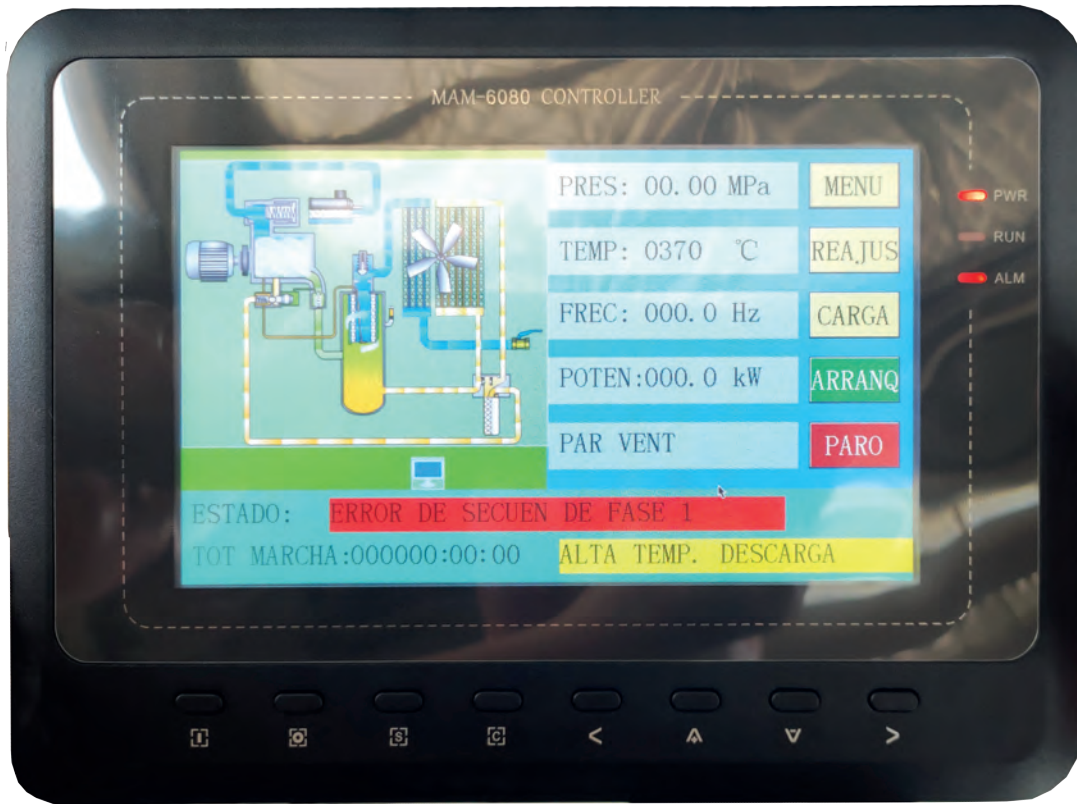 MAM-6080 CONTROLLER
PRES: 00.00 MPa MENU
TEMP: 0370 ℃ REAJUS
FREC: 000.0 Hz CARGA
POTEN:000.0 kW ARRANQ
PAR VENT PARO
ESTADO: ERROR DE SECUEN DE FASE 1
TOT MARCHA:000000:00:00 ALTA TEMP. DESCARGA
PWR
RUN
ALM
I O S C < ∧ ∨ >